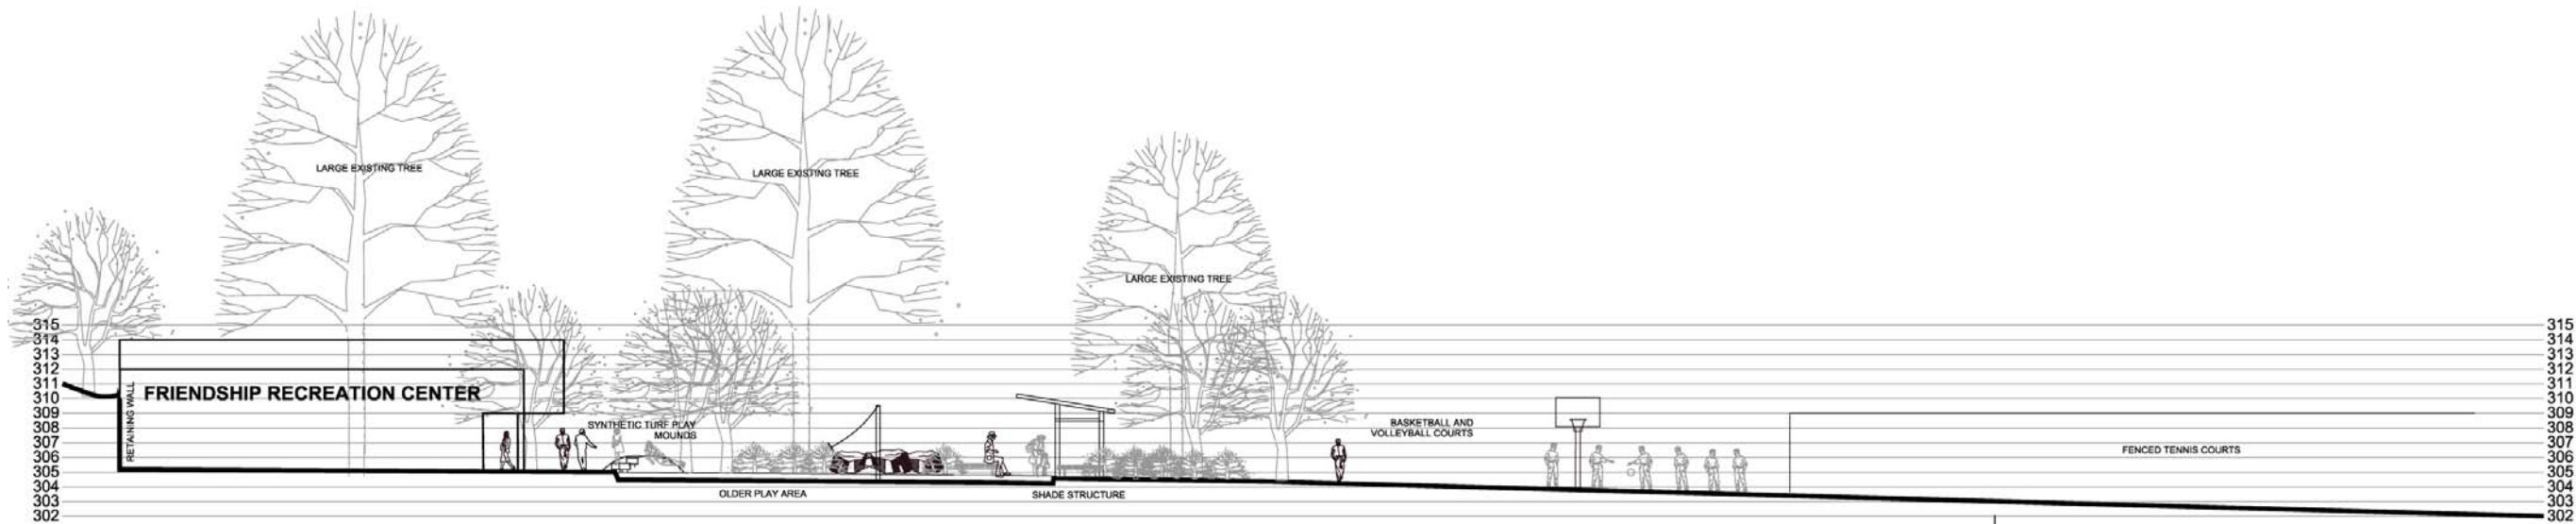 LARGE EXISTING TREE
LARGE EXISTING TREE
LARGE EXISTING TREE
315
314
313
312
311
310
309
308
307
306
305
304
303
302
RETAINING WALL
FRIENDSHIP RECREATION CENTER
SYNTHETIC TURF PLAY
MOUNDS
OLDER PLAY AREA
SHADE STRUCTURE
BASKETBALL AND
VOLLEYBALL COURTS
FENCED TENNIS COURTS
315
314
313
312
311
310
309
308
307
306
305
304
303
302